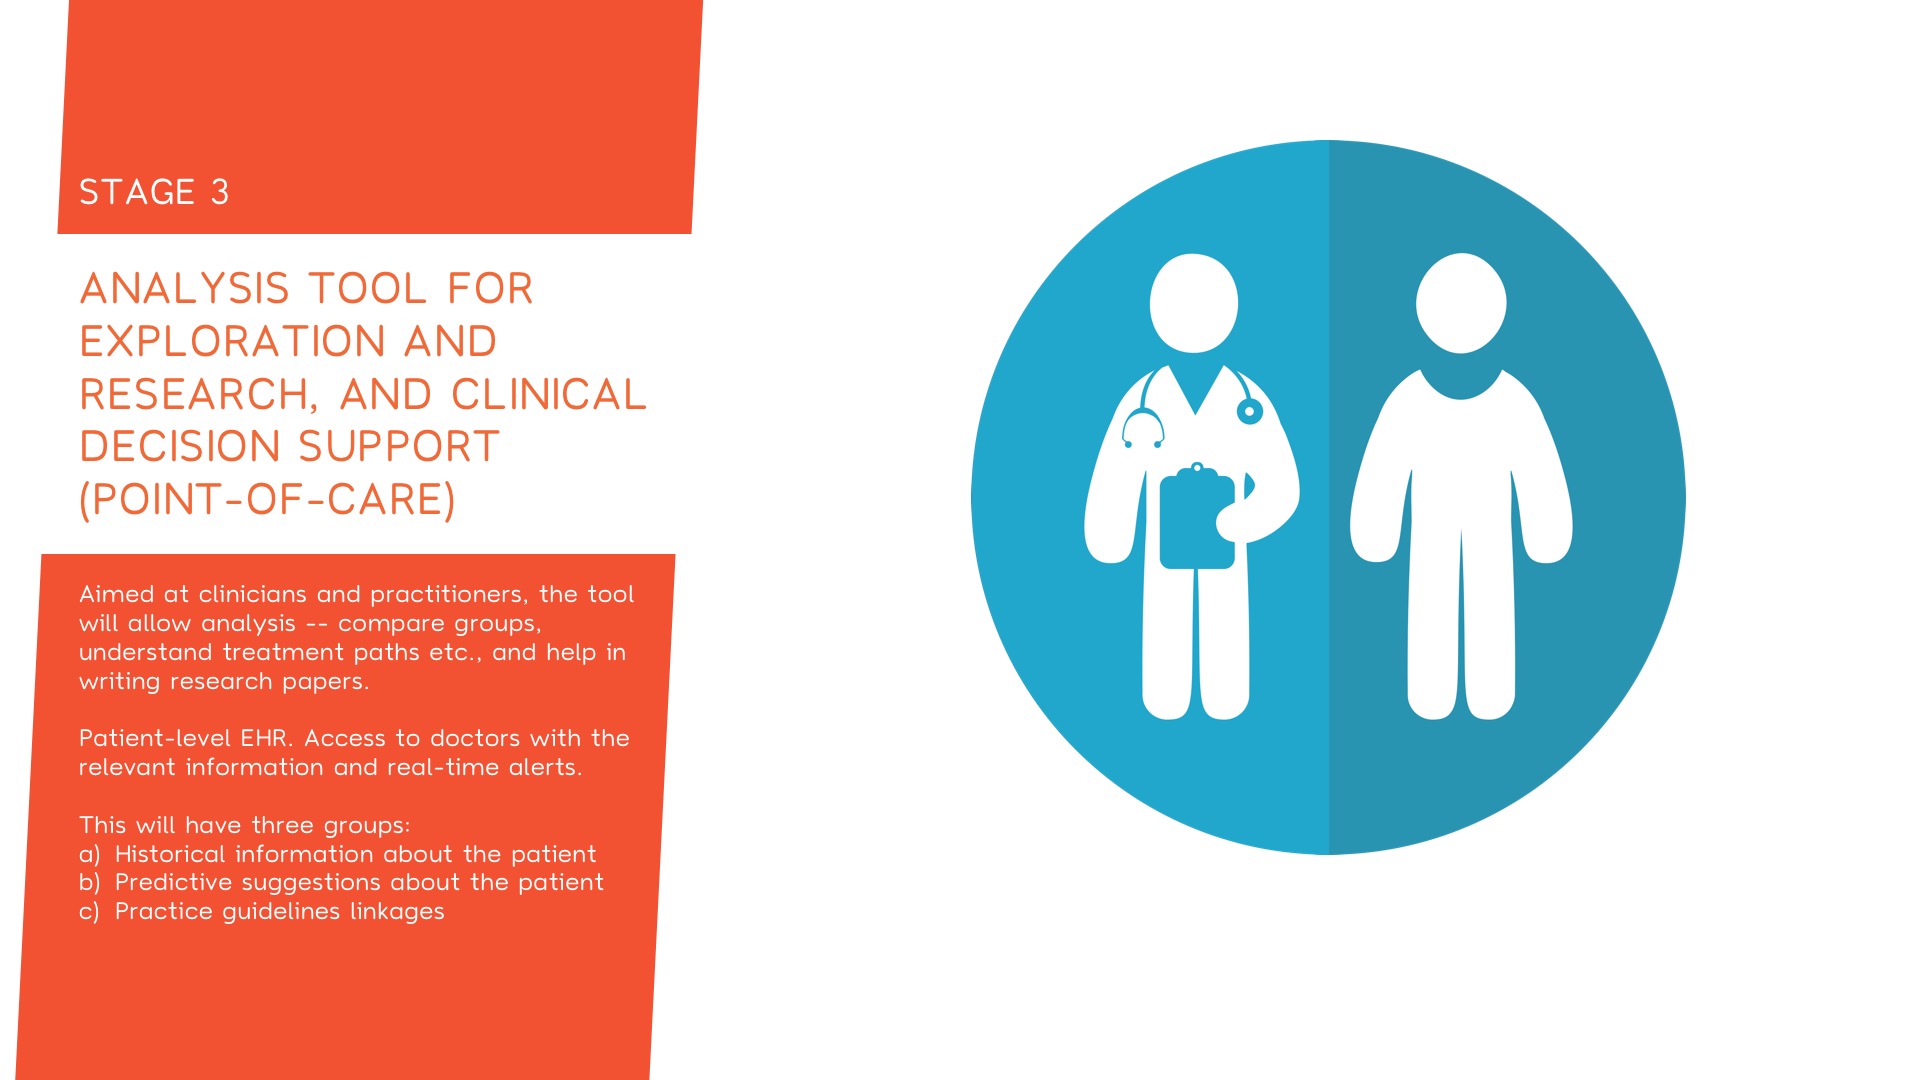 STAGE 3
ANALYSIS TOOL FOR
EXPLORATION AND
RESEARCH, AND CLINICAL
DECISION SUPPORT
(POINT-OF-CARE)
Aimed at clinicians and practitioners, the tool
will allow analysis -- compare groups,
understand treatment paths etc., and help in
writing research papers.
Patient-level EHR. Access to doctors with the
relevant information and real-time alerts.
This will have three groups:
a) Historical information about the patient
b) Predictive suggestions about the patient
c) Practice guidelines linkages